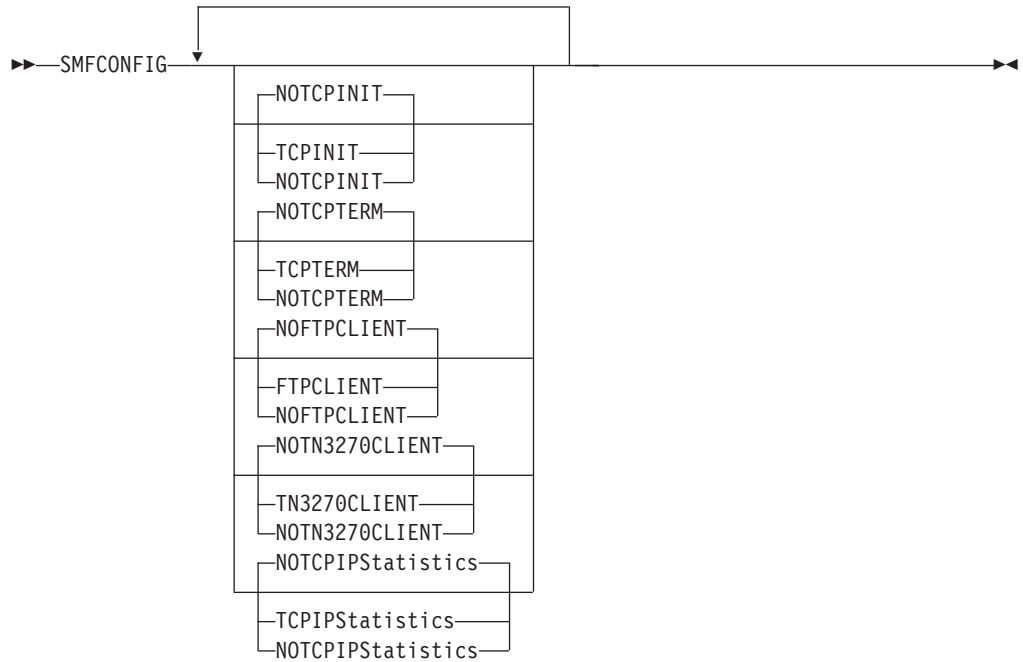 SMFCONFIG
NOTCPINIT
TCPINIT
NOTCPINIT
NOTCPTERM
TCPTERM
NOTCPTERM
NOFTPCLIENT
FTPCLIENT
NOFTPCLIENT
NOTN3270CLIENT
TN3270CLIENT
NOTN3270CLIENT
NOTCPIPStatistics
TCPIPStatistics
NOTCPIPStatistics